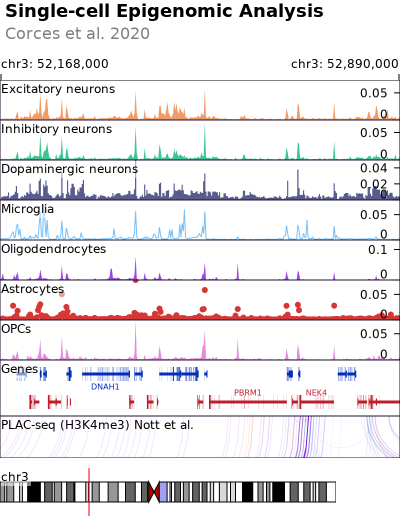 Single-cell Epigenomic Analysis
Corces et al. 2020
chr3: 52,168,000 chr3: 52,890,000
Excitatory neurons 0.05
0
Inhibitory neurons 0.05
0
Dopaminergic neurons 0.04
0.02
0
Microglia 0.05
0
Oligodendrocytes 0.1
0
Astrocytes 0.05
0
OPCs 0.05
0
Genes
DNAH1
PBRM1 NEK4
PLAC-seq (H3K4me3) Nott et al.
chr3